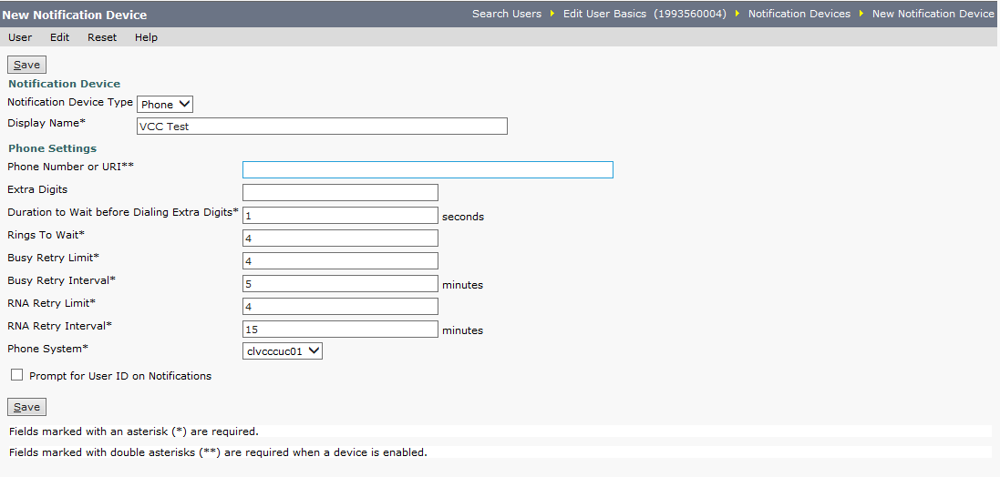 New Notification Device Search Users Edit User Basics (1993560004) Notification Devices New Notification Device
User Edit Reset Help
Save
Notification Device
Notification Device Type Phone
Display Name* VCC Test
Phone Settings
Phone Number or URI**
Extra Digits
Duration to Wait before Dialing Extra Digits* 1 seconds
Rings To Wait* 4
Busy Retry Limit* 4
Busy Retry Interval* 5 minutes
RNA Retry Limit* 4
RNA Retry Interval* 15 minutes
Phone System* clvcccuc01
Prompt for User ID on Notifications
Save
Fields marked with an asterisk (*) are required.
Fields marked with double asterisks (**) are required when a device is enabled.